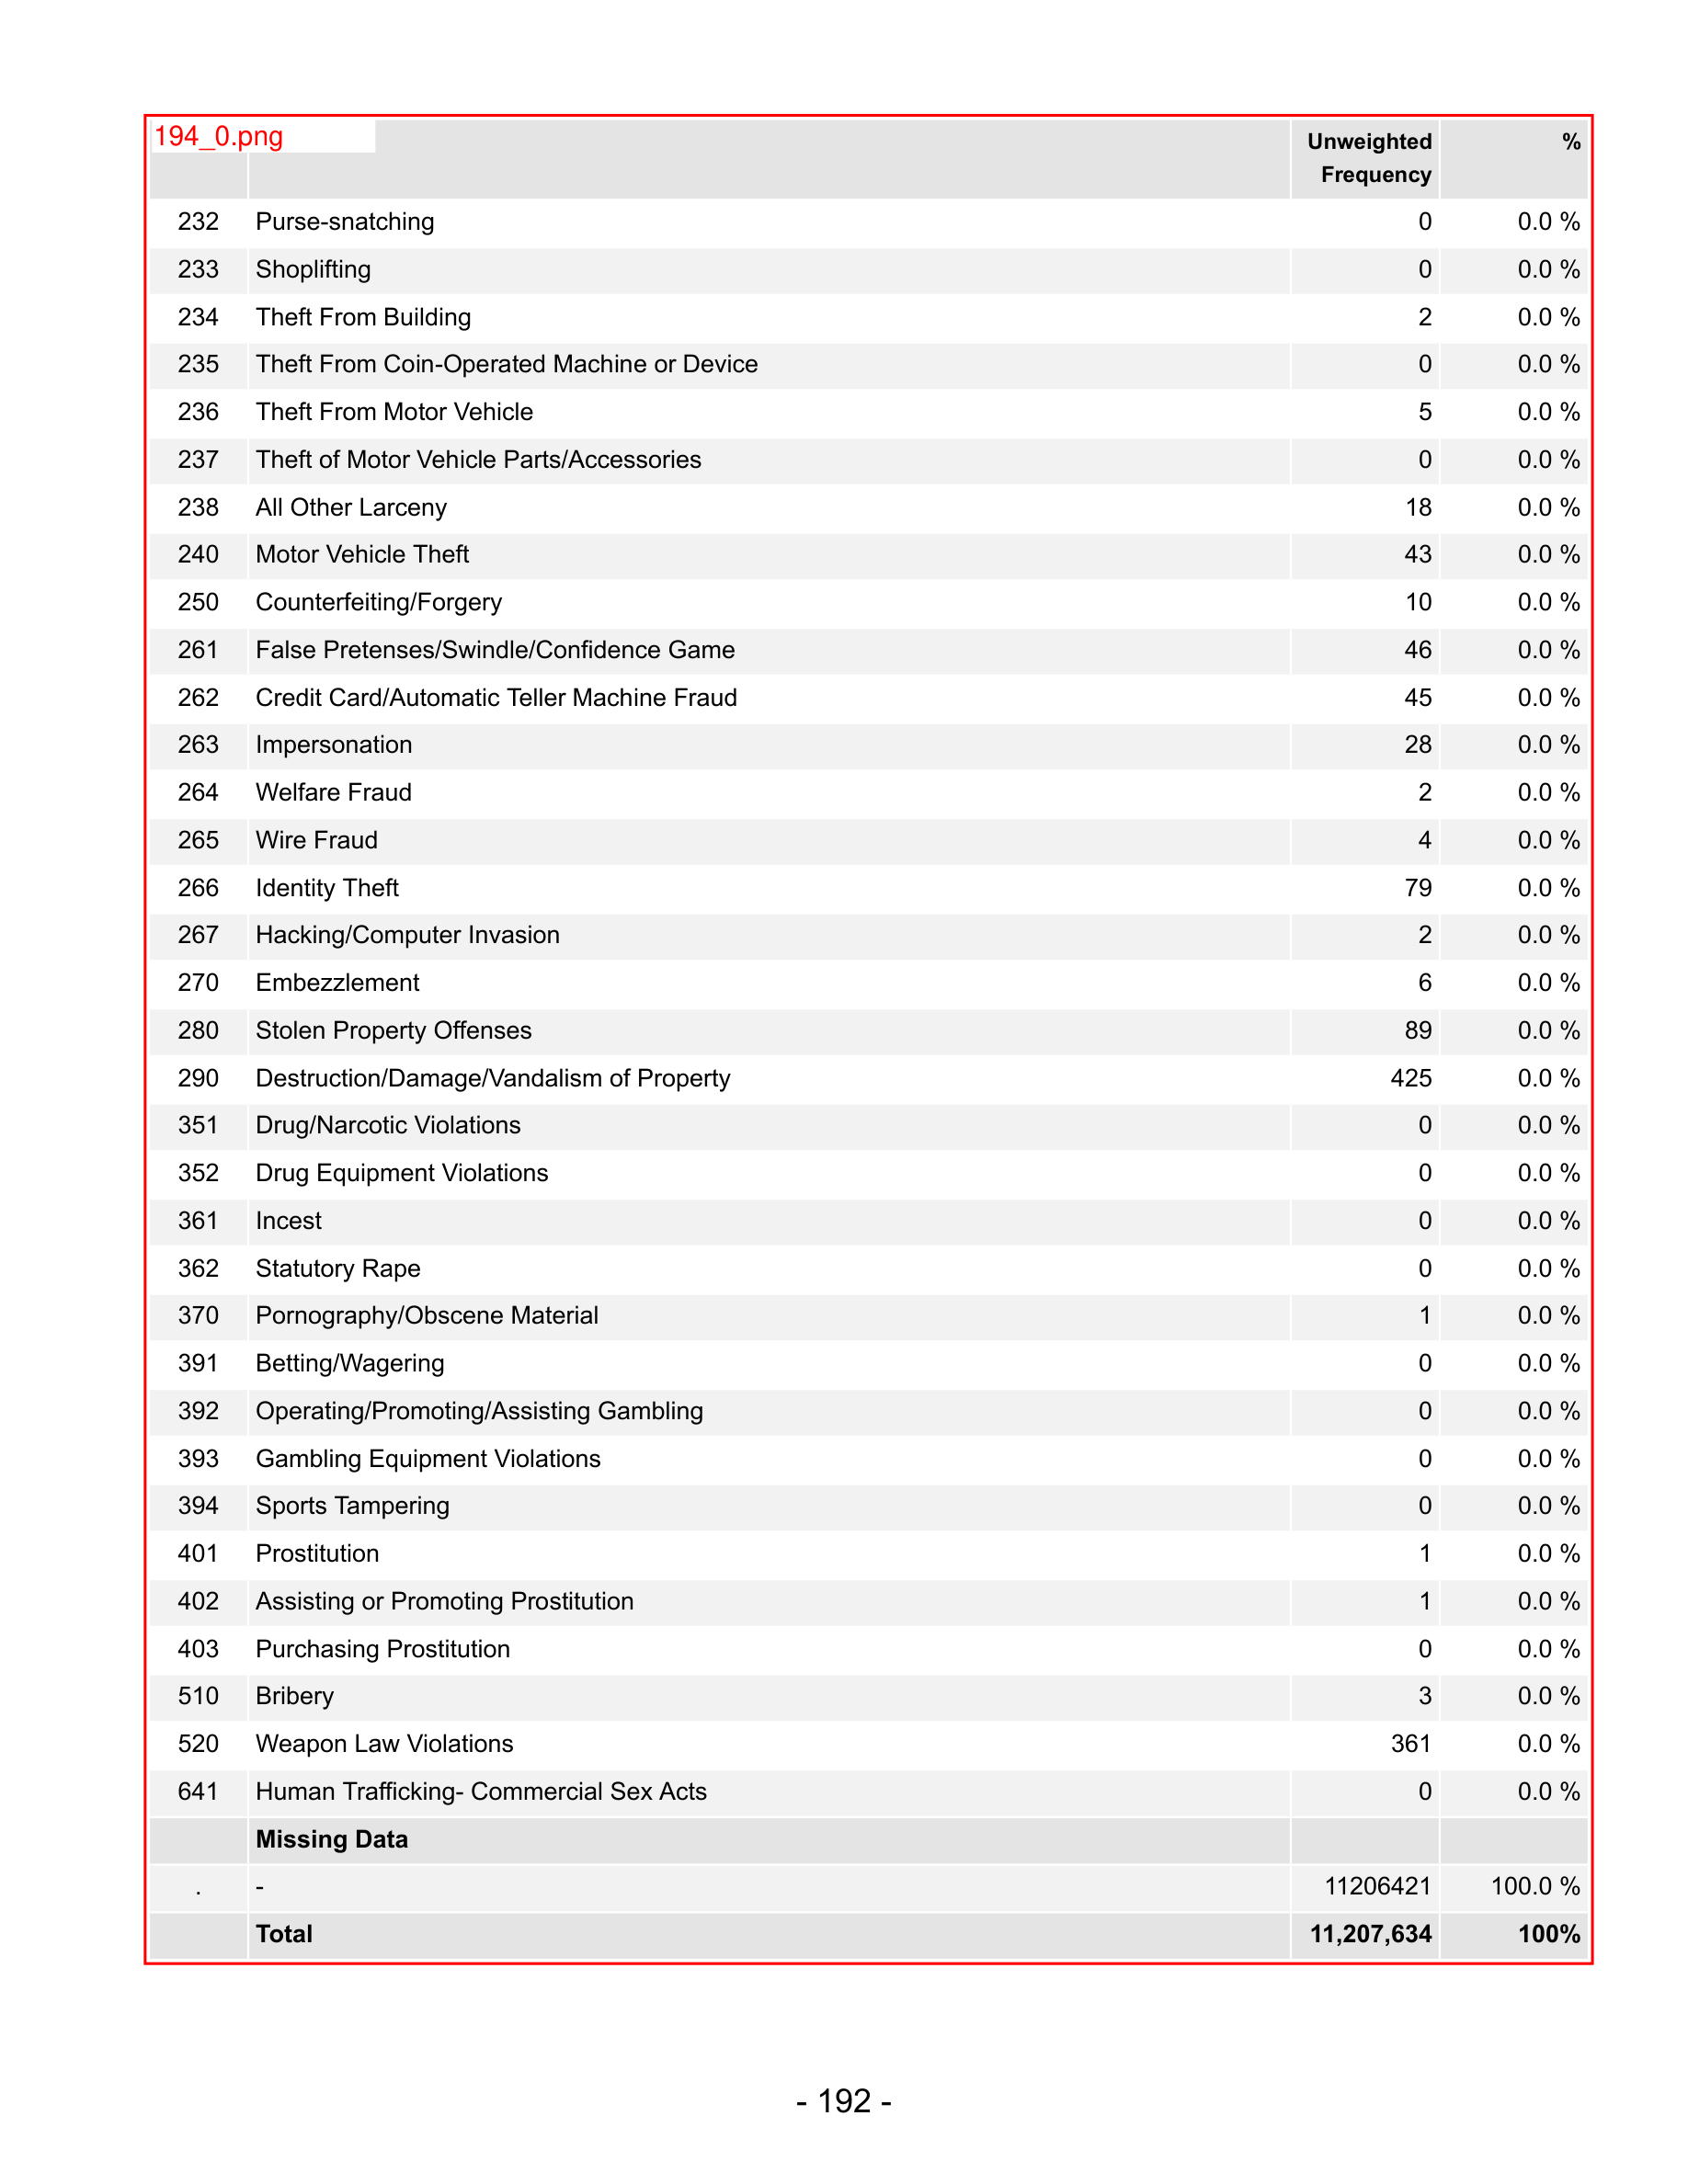 194_0.png
Unweighted Frequency %
232 Purse-snatching 0 0.0 %
233 Shoplifting 0 0.0 %
234 Theft From Building 2 0.0 %
235 Theft From Coin-Operated Machine or Device 0 0.0 %
236 Theft From Motor Vehicle 5 0.0 %
237 Theft of Motor Vehicle Parts/Accessories 0 0.0 %
238 All Other Larceny 18 0.0 %
240 Motor Vehicle Theft 43 0.0 %
250 Counterfeiting/Forgery 10 0.0 %
261 False Pretenses/Swindle/Confidence Game 46 0.0 %
262 Credit Card/Automatic Teller Machine Fraud 45 0.0 %
263 Impersonation 28 0.0 %
264 Welfare Fraud 2 0.0 %
265 Wire Fraud 4 0.0 %
266 Identity Theft 79 0.0 %
267 Hacking/Computer Invasion 2 0.0 %
270 Embezzlement 6 0.0 %
280 Stolen Property Offenses 89 0.0 %
290 Destruction/Damage/Vandalism of Property 425 0.0 %
351 Drug/Narcotic Violations 0 0.0 %
352 Drug Equipment Violations 0 0.0 %
361 Incest 0 0.0 %
362 Statutory Rape 0 0.0 %
370 Pornography/Obscene Material 1 0.0 %
391 Betting/Wagering 0 0.0 %
392 Operating/Promoting/Assisting Gambling 0 0.0 %
393 Gambling Equipment Violations 0 0.0 %
394 Sports Tampering 0 0.0 %
401 Prostitution 1 0.0 %
402 Assisting or Promoting Prostitution 1 0.0 %
403 Purchasing Prostitution 0 0.0 %
510 Bribery 3 0.0 %
520 Weapon Law Violations 361 0.0 %
641 Human Trafficking- Commercial Sex Acts 0 0.0 %
Missing Data
. - 11206421 100.0 %
Total 11,207,634 100%
- 192 -